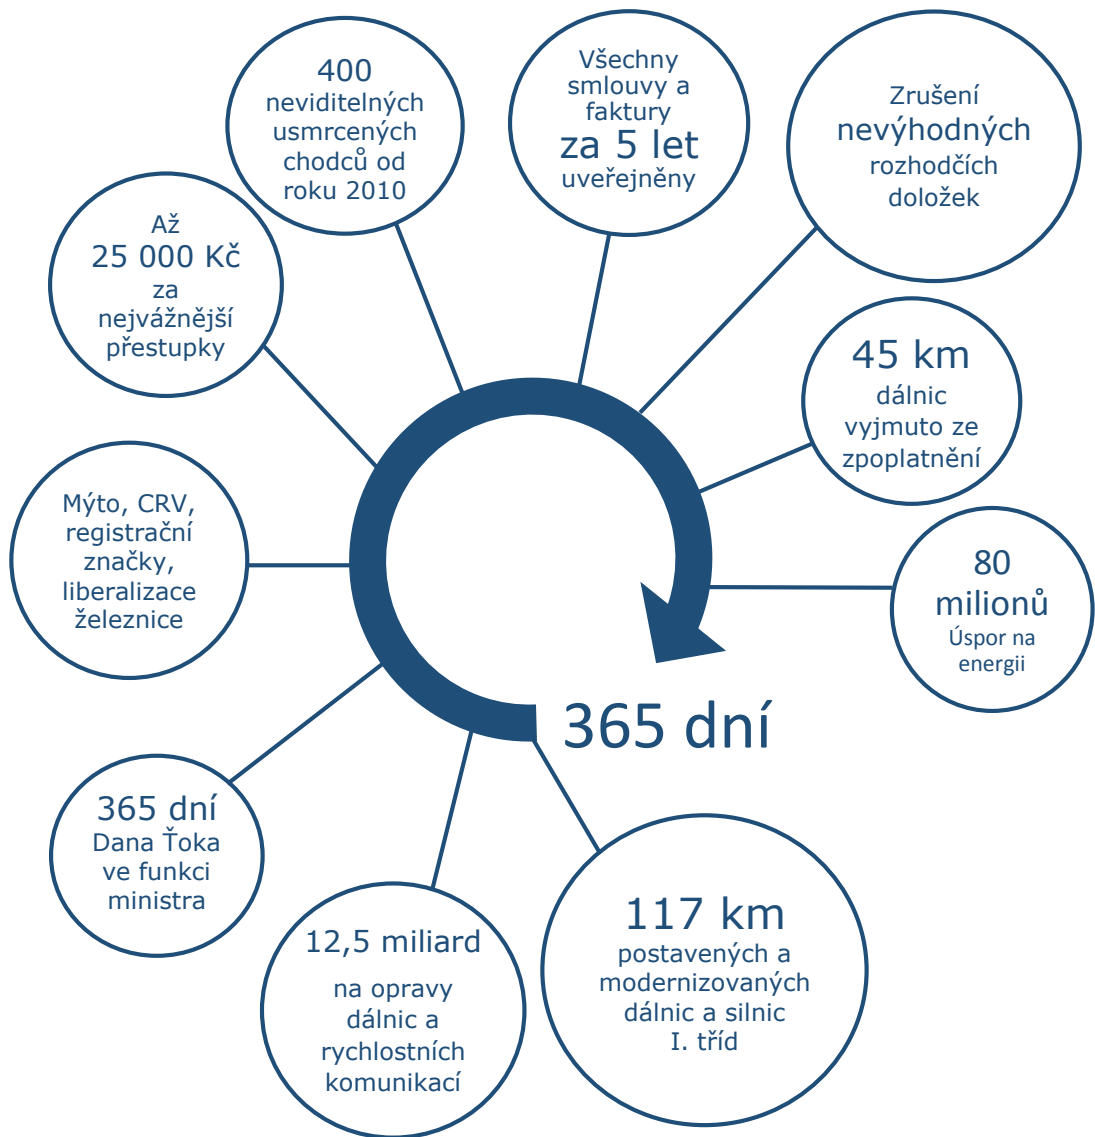 400
neviditelných
usmrcených
chodců od
roku 2010
Všechny
smlouvy a
faktury
za 5 let
uveřejněny
Zrušení
nevýhodných
rozhodčích
doložek
Až
25 000 Kč
za
nejvážnější
přestupky
45 km
dálnic
vyjmuto ze
zpoplatnění
Mýto, CRV,
registrační
značky,
liberalizace
železnice
80
milionů
Úspor na
energii
365 dní
365 dní
Dana Ťoka
ve funkci
ministra
12,5 miliard
na opravy
dálnic a
rychlostních
komunikací
117 km
postavených a
modernizovaných
dálnic a silnic
I. tříd